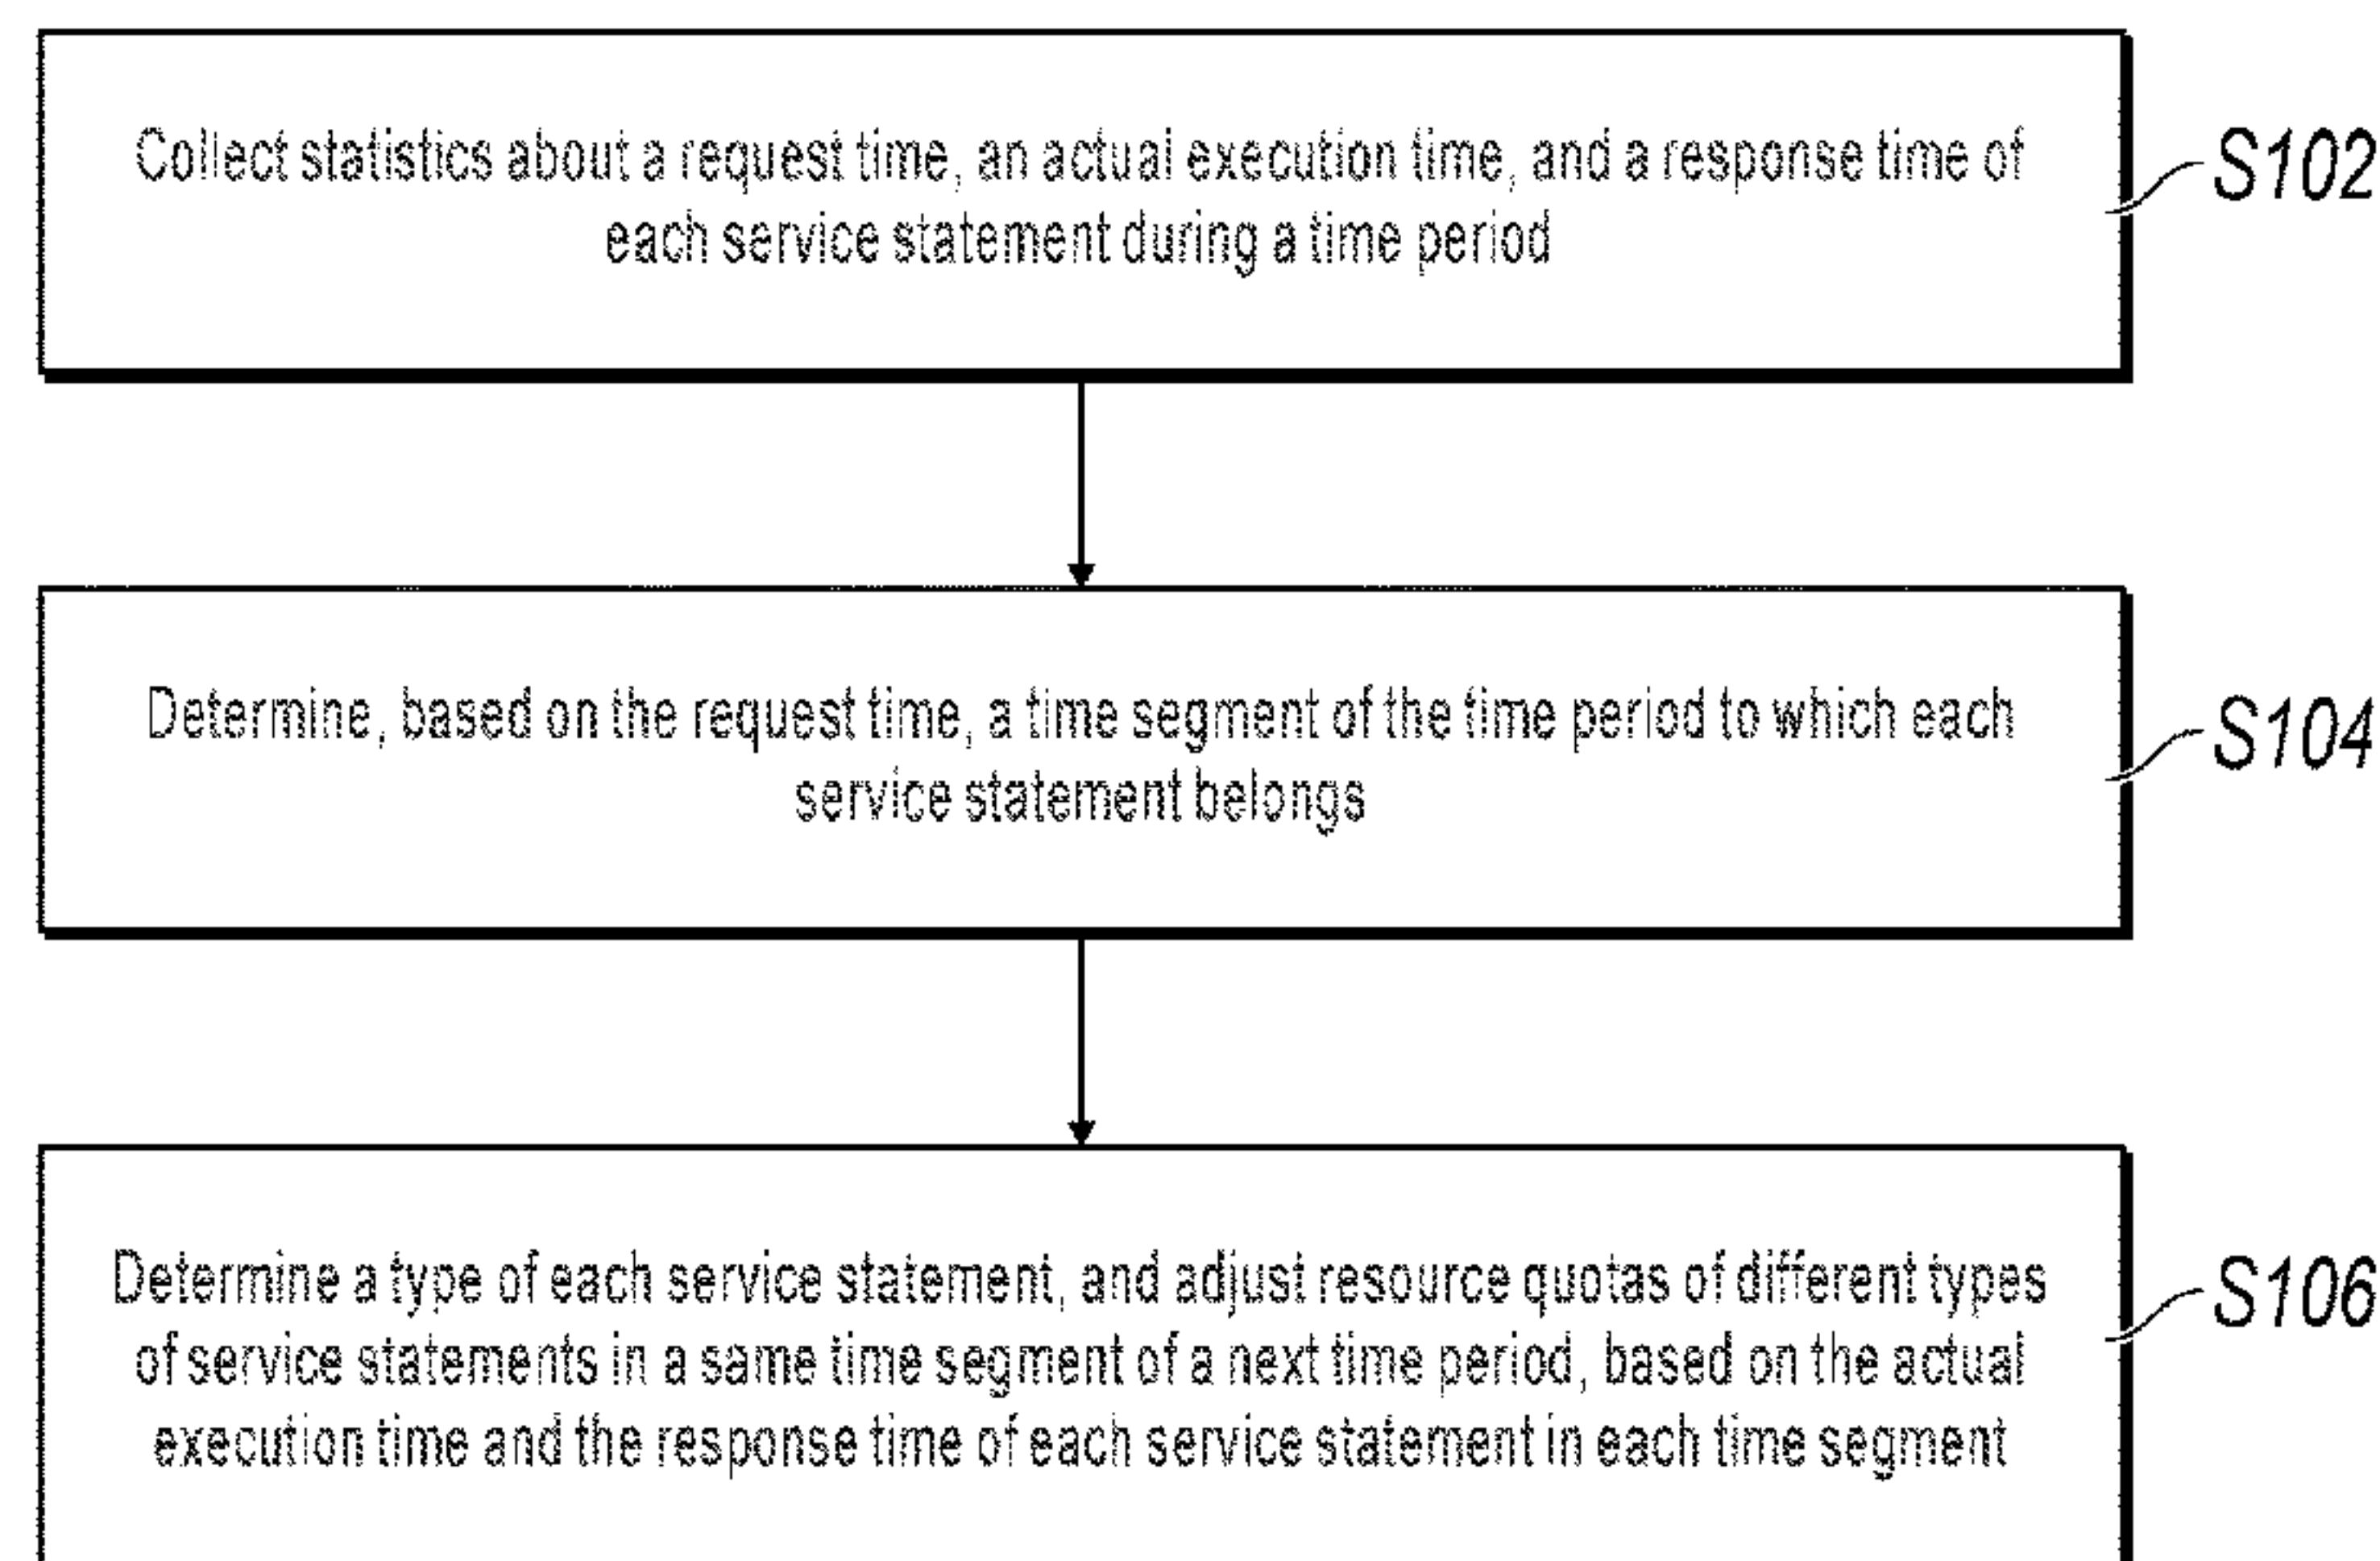 Collect statistics about a request time, an actual execution time, and a response time of
each service statement during a time period
S102
Determine, based on the request time, a time segment of the time period to which each
service statement belongs
S104
Determine a type of each service statement, and adjust resource quotas of different types
of service statements in a same time segment of a next time period, based on the actual
execution time and the response time of each service statement in each time segment
S106